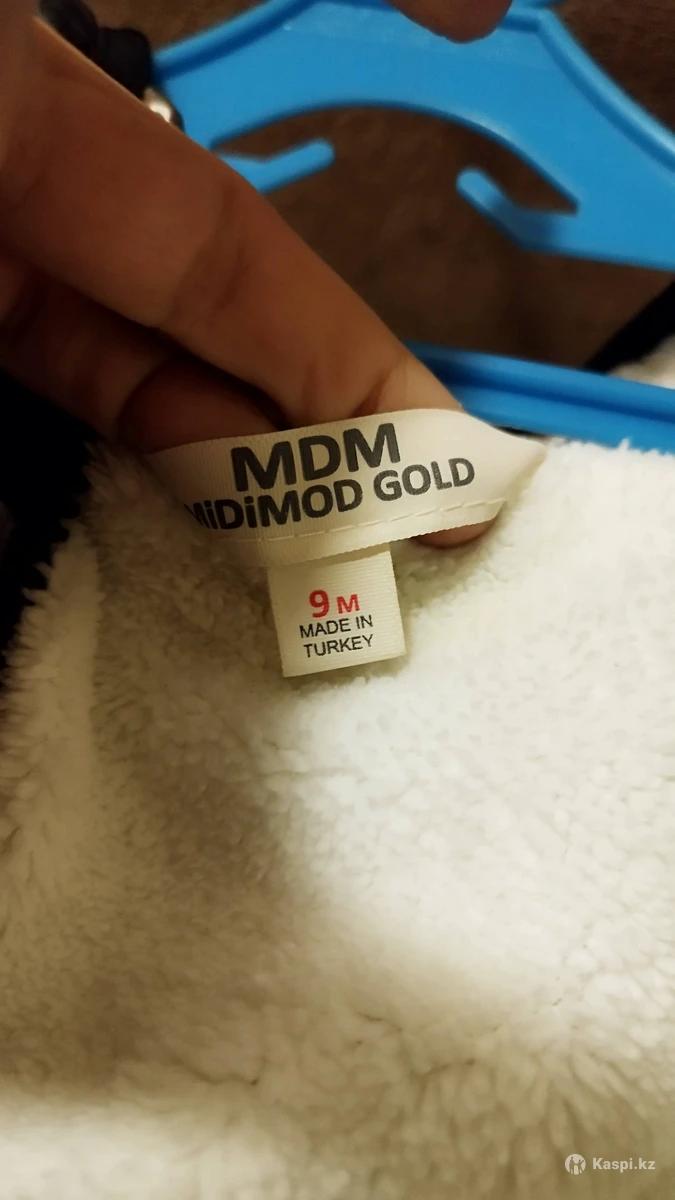 MDM
MiDiMOD GOLD
9 M
MADE IN
TURKEY
Kaspi.kz